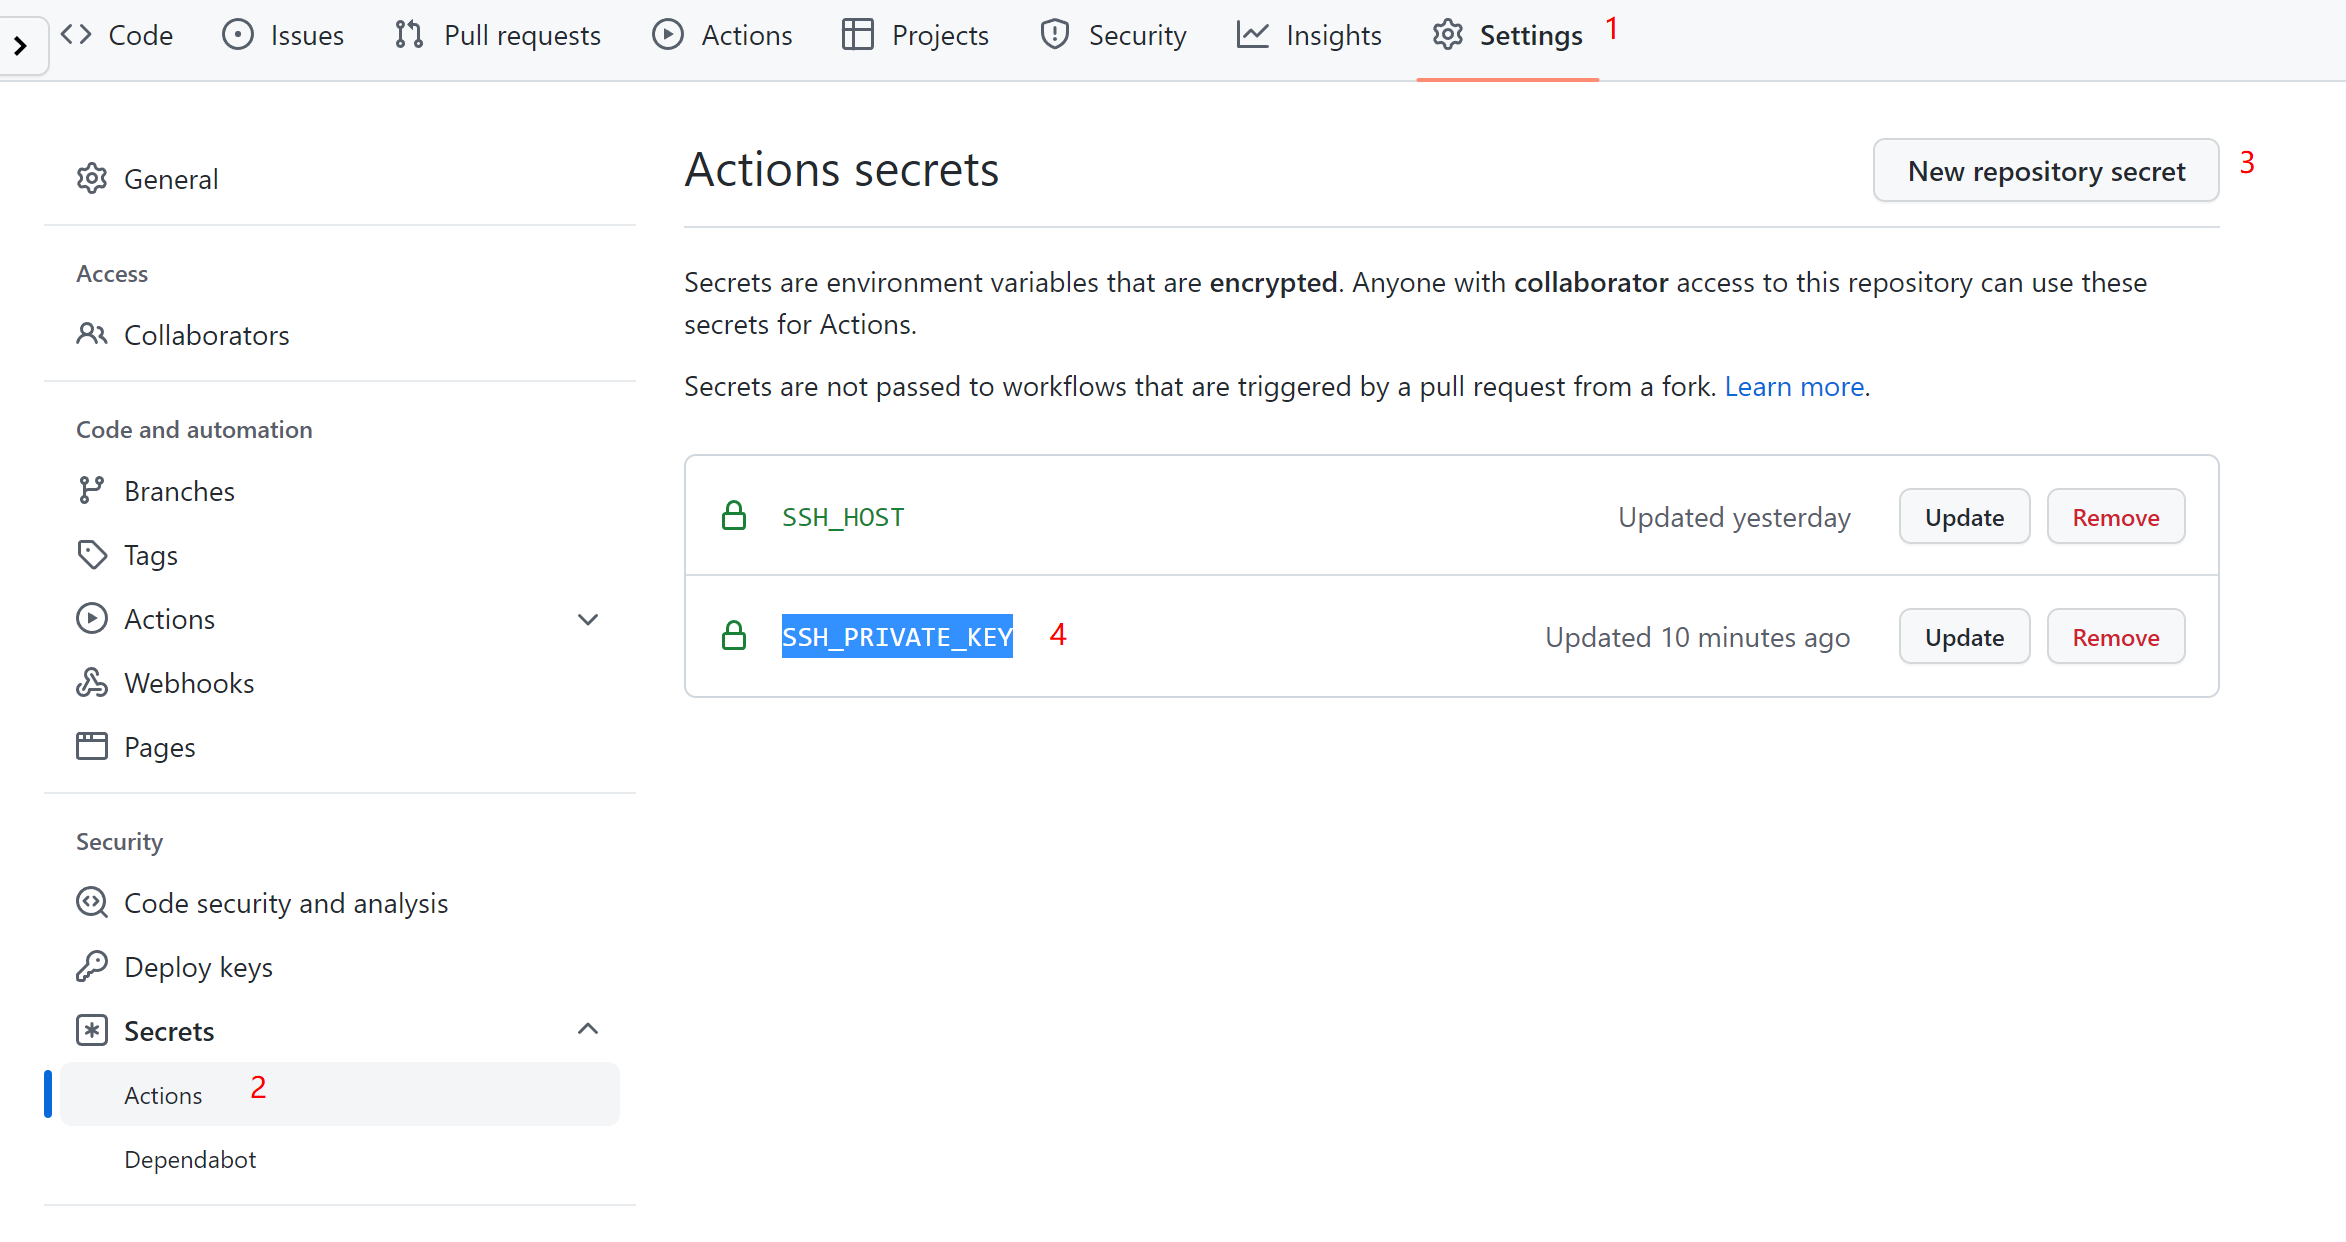 Code Issues Pull requests Actions Projects Security Insights Settings 1
General
Access
Collaborators
Code and automation
Branches
Tags
Actions
Webhooks
Pages
Security
Code security and analysis
Deploy keys
Secrets
Actions 2
Dependabot
Actions secrets
New repository secret 3
Secrets are environment variables that are encrypted. Anyone with collaborator access to this repository can use these
secrets for Actions.
Secrets are not passed to workflows that are triggered by a pull request from a fork. Learn more.
SSH_HOST Updated yesterday Update Remove
SSH_PRIVATE_KEY 4 Updated 10 minutes ago Update Remove